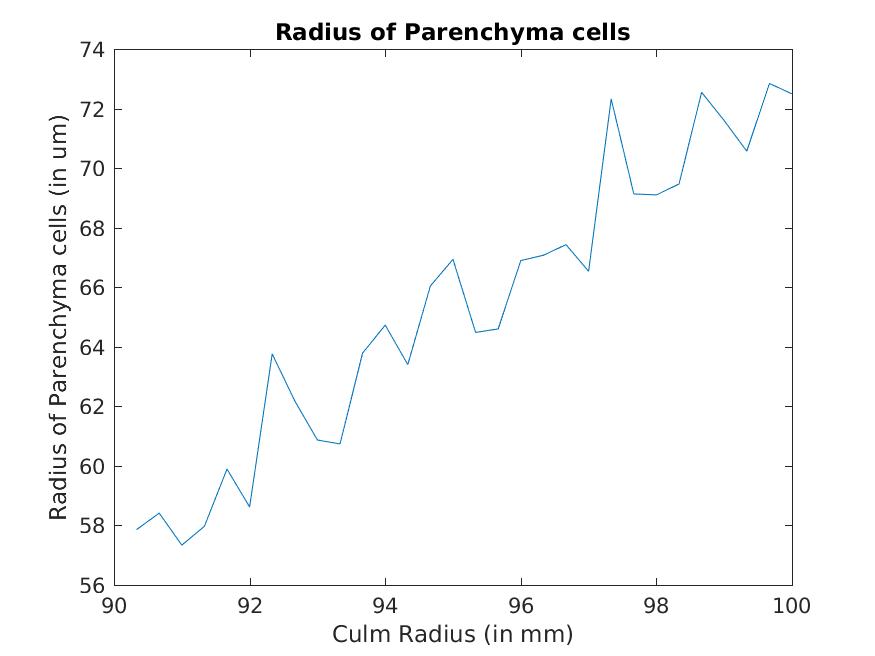 Radius of Parenchyma cells
Radius of Parenchyma cells (in um)
74
72
70
68
66
64
62
60
58
56
90 92 94 96 98 100
Culm Radius (in mm)